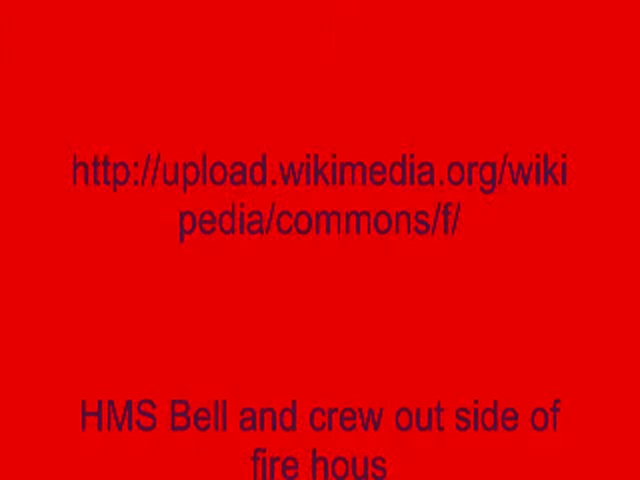 http://upload.wikimedia.org/wiki
pedia/commons/f/
HMS Bell and crew out side of
fire hous